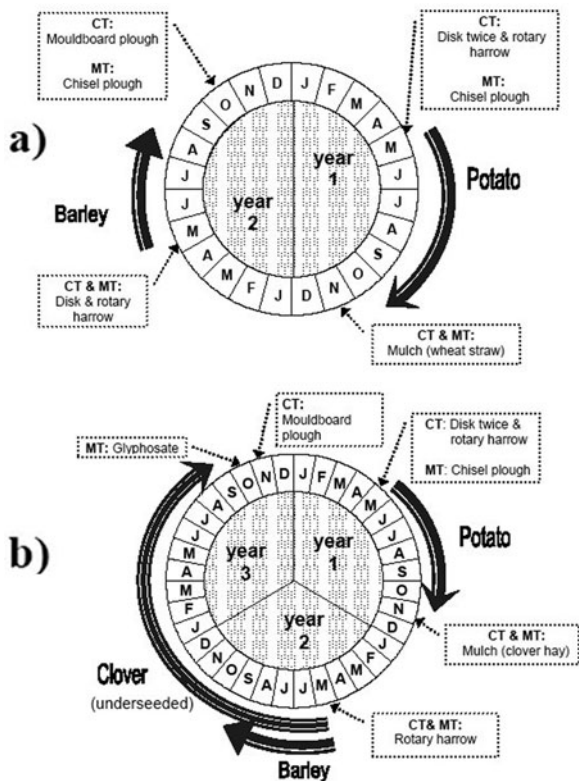 a)
CT:
Mouldboard plough
MT:
Chisel plough
CT:
Disk twice & rotary
harrow
MT:
Chisel plough
J F M A M J J A S O N D
J F M A M J J A S O N D
year
1
year
2
Potato
Barley
CT & MT:
Disk & rotary
harrow
CT & MT:
Mulch (wheat straw)
b)
CT:
Mouldboard
plough
MT: Glyphosate
CT: Disk twice &
rotary harrow
MT: Chisel plough
J F M A M J J A S O N D
J F M A M J J A S O N D
J F M A M J J A S O N D
year
3
year
1
year
2
Potato
CT & MT:
Mulch (clover hay)
Clover
(underseeded)
CT& MT:
Rotary harrow
Barley